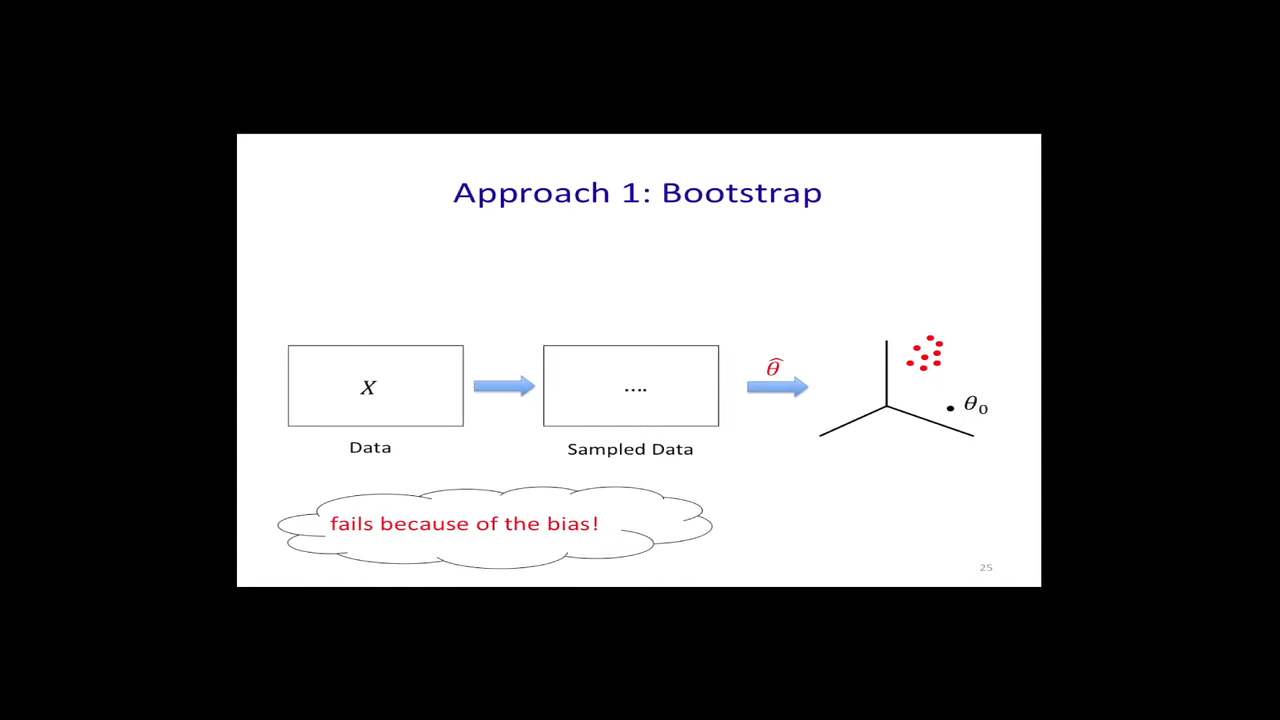 Approach 1: Bootstrap
X
....
θ̂
θ₀
Data
Sampled Data
fails because of the bias!
25